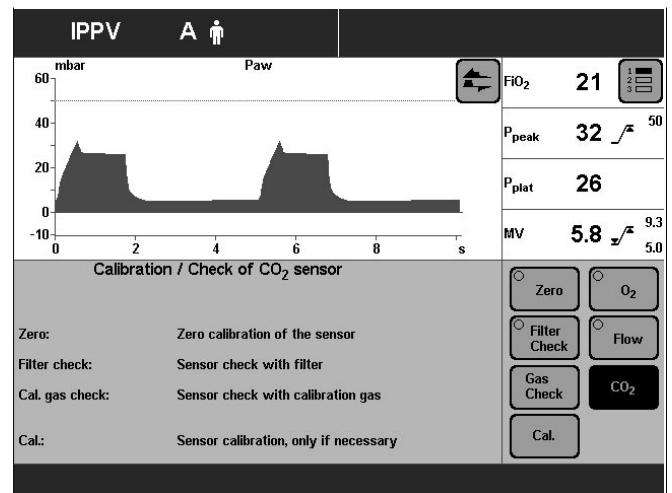 IPPV A
mbar Paw
60
40
20
0
-10
0 2 4 6 8 s
FiO2 21 1 2 3
Ppeak 32 50
Pplat 26
MV 5.8 9.3 5.0
Calibration / Check of CO2 sensor
Zero: Zero calibration of the sensor
Filter check: Sensor check with filter
Cal. gas check: Sensor check with calibration gas
Cal.: Sensor calibration, only if necessary
Zero O2
Filter Check Flow
Gas Check CO2
Cal.